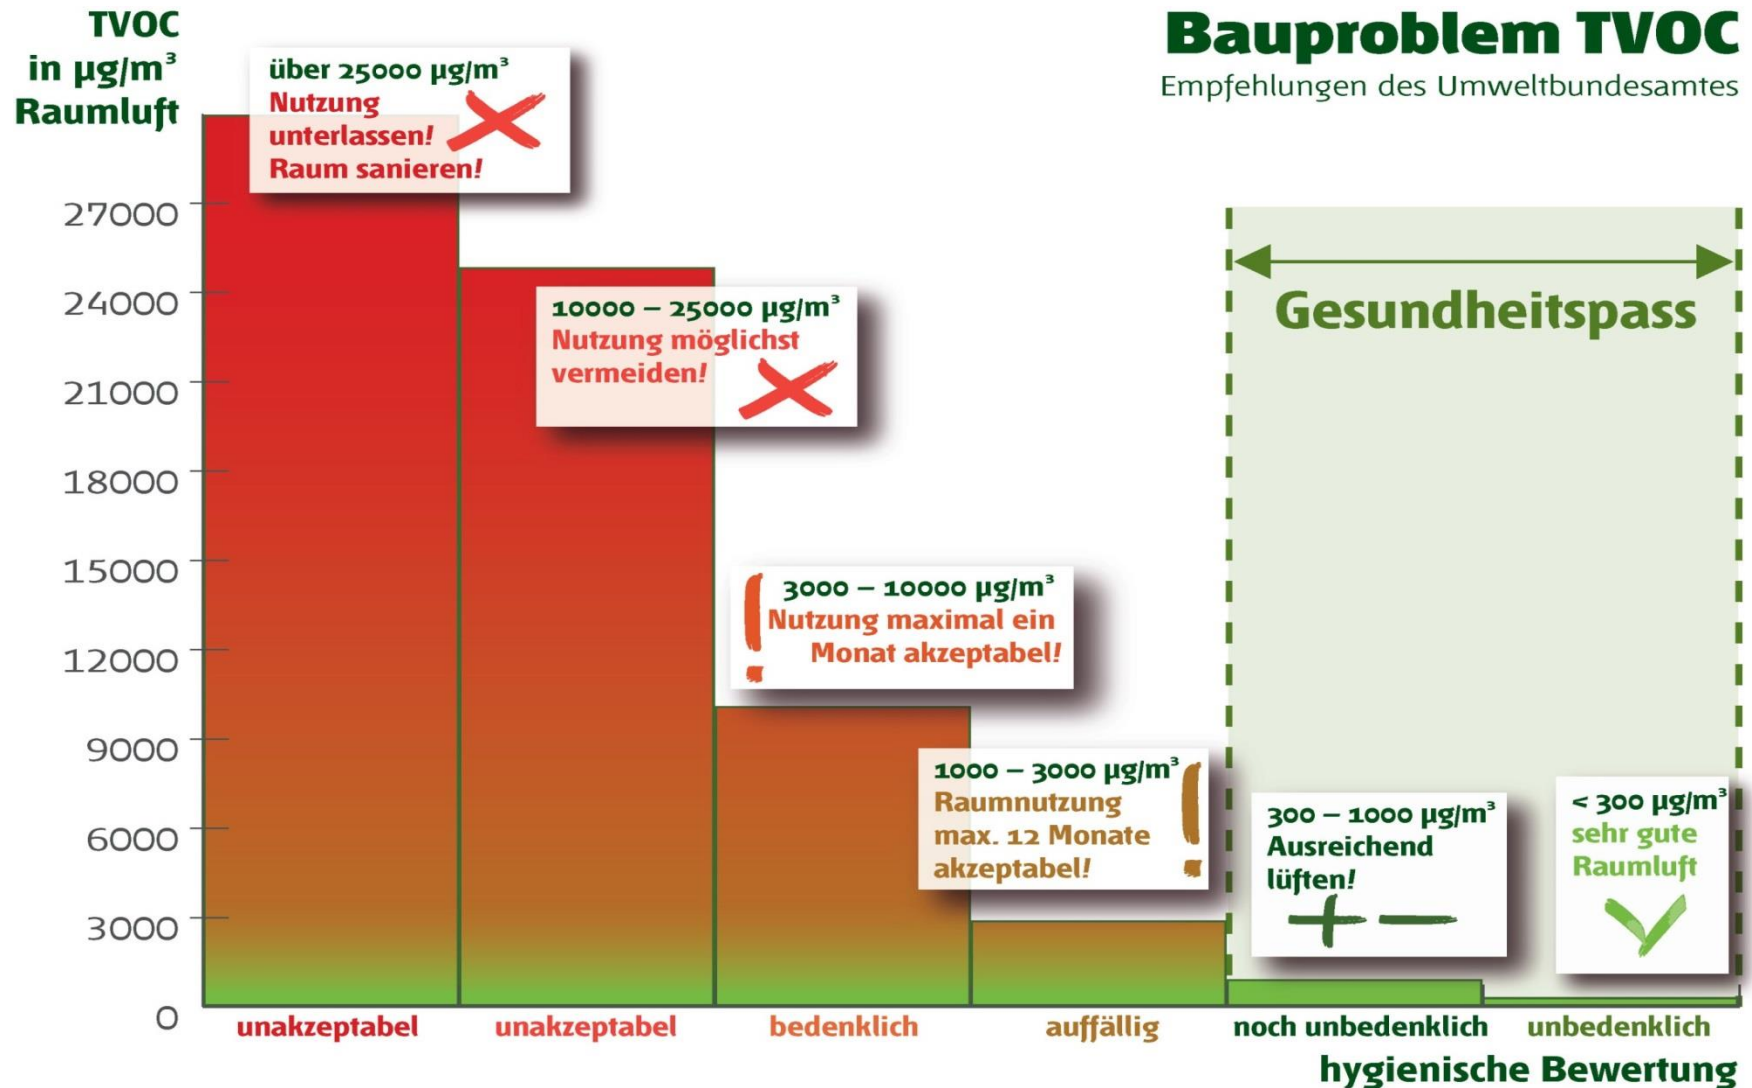 TVOC
in µg/m³
Raumluft
Bauproblem TVOC
Empfehlungen des Umweltbundesamtes
über 25000 µg/m³
Nutzung
unterlassen!
Raum sanieren!
27000
24000
21000
18000
15000
12000
9000
6000
3000
0
10000 – 25000 µg/m³
Nutzung möglichst
vermeiden!
Gesundheitspass
3000 – 10000 µg/m³
Nutzung maximal ein
Monat akzeptabel!
1000 – 3000 µg/m³
Raumnutzung
max. 12 Monate
akzeptabel!
300 – 1000 µg/m³
Ausreichend
lüften!
< 300 µg/m³
sehr gute
Raumluft
unakzeptabel
unakzeptabel
bedenklich
auffällig
noch unbedenklich
unbedenklich
hygienische Bewertung